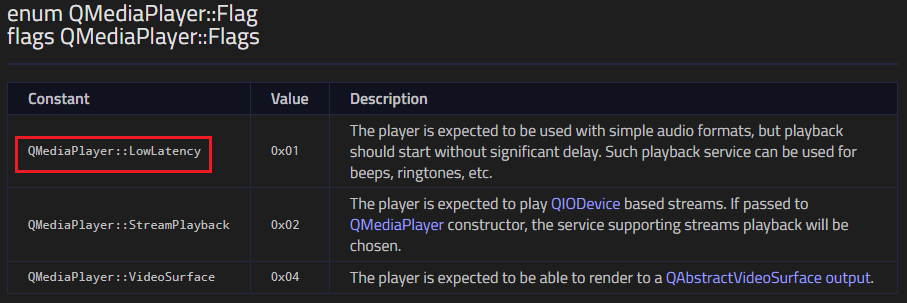 enum QMediaPlayer::Flag
flags QMediaPlayer::Flags
Constant Value Description
QMediaPlayer::LowLatency 0x01 The player is expected to be used with simple audio formats, but playback
should start without significant delay. Such playback service can be used for
beeps, ringtones, etc.
QMediaPlayer::StreamPlayback 0x02 The player is expected to play QIODevice based streams. If passed to
QMediaPlayer constructor, the service supporting streams playback will be
chosen.
QMediaPlayer::VideoSurface 0x04 The player is expected to be able to render to a QAbstractVideoSurface output.